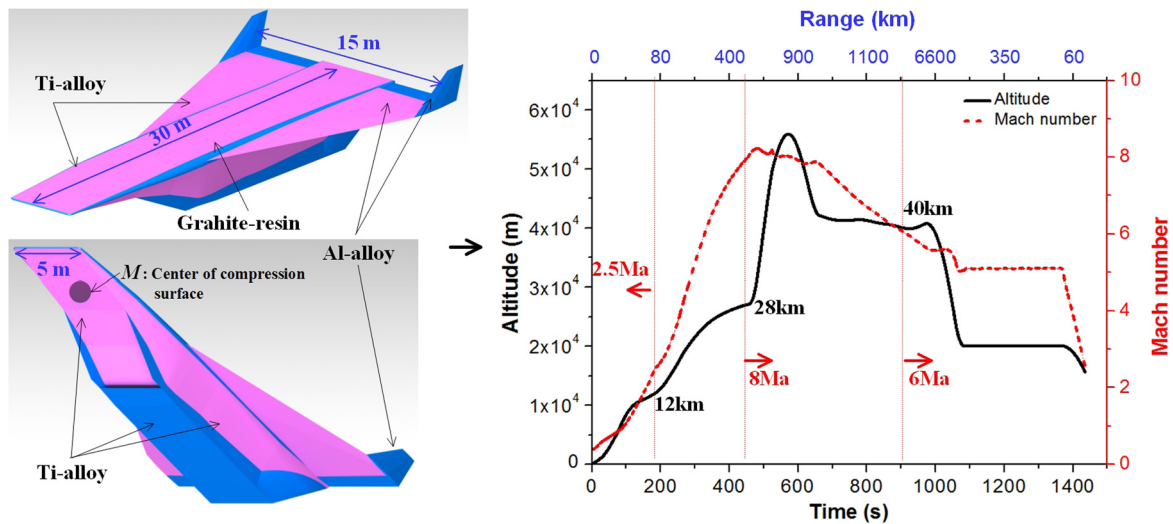 15 m
Ti-alloy
30 m
Grahite-resin
Al-alloy
5 m
M: Center of compression
surface
Ti-alloy
Range (km)
0 80 400 900 1100 6600 350 60
Altitude
Mach number
6x10⁴
5x10⁴
4x10⁴
3x10⁴
2x10⁴
1x10⁴
0
Altitude (m)
10
8
6
4
2
0
Mach number
2.5Ma
12km
28km
8Ma
40km
6Ma
0 200 400 600 800 1000 1200 1400
Time (s)